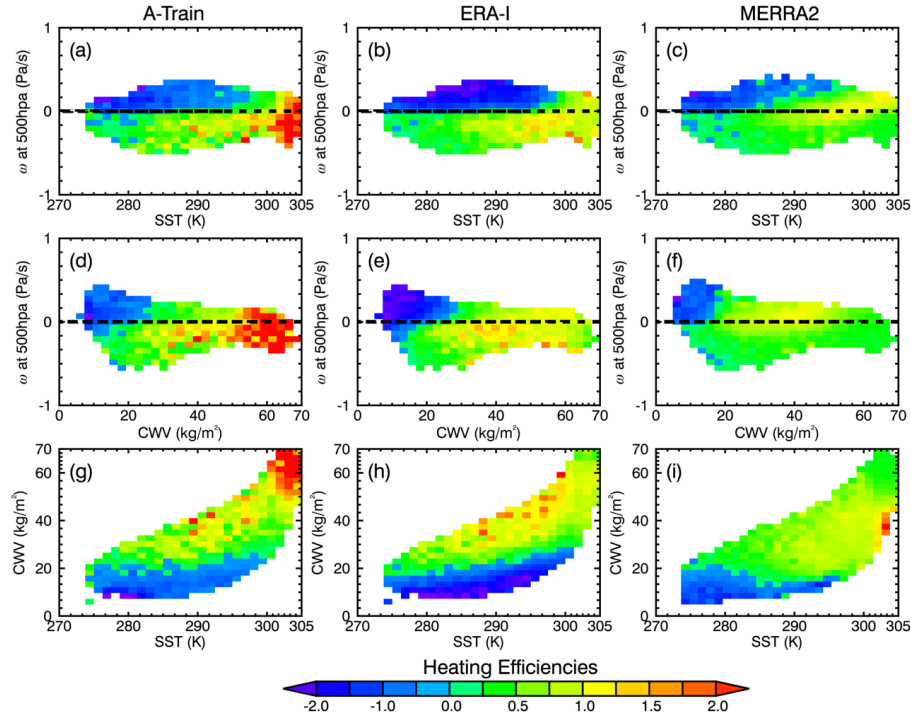 A-Train ERA-I MERRA2
(a) (b) (c)
1 1 1
ω at 500hpa (Pa/s) ω at 500hpa (Pa/s) ω at 500hpa (Pa/s)
0 0 0
-1 -1 -1
270 280 290 300 305 270 280 290 300 305 270 280 290 300 305
SST (K) SST (K) SST (K)
(d) (e) (f)
1 1 1
ω at 500hpa (Pa/s) ω at 500hpa (Pa/s) ω at 500hpa (Pa/s)
0 0 0
-1 -1 -1
0 20 40 60 70 0 20 40 60 70 0 20 40 60 70
CWV (kg/m²) CWV (kg/m²) CWV (kg/m²)
(g) (h) (i)
70 70 70
60 60 60
CWV (kg/m²) CWV (kg/m²) CWV (kg/m²)
40 40 40
20 20 20
0 0 0
270 280 290 300 305 270 280 290 300 305 270 280 290 300 305
SST (K) SST (K) SST (K)
Heating Efficiencies
-2.0 -1.0 0.0 0.5 1.0 1.5 2.0